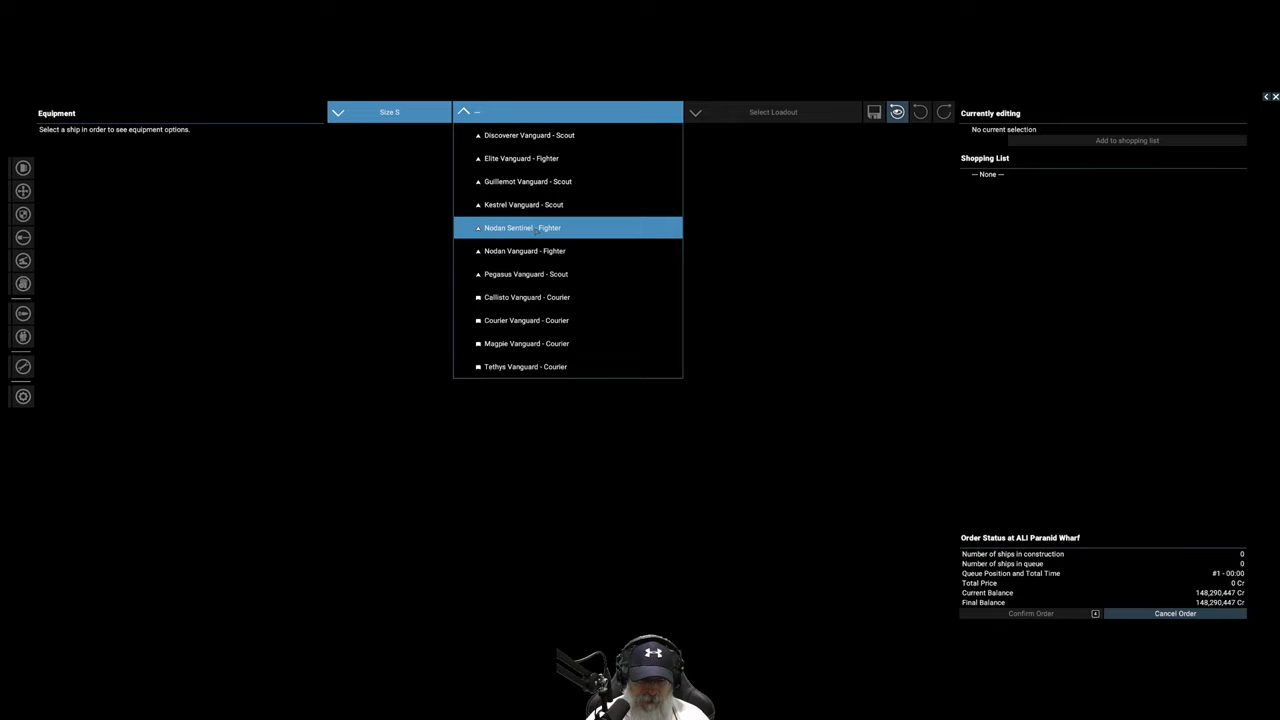 Equipment
Select a ship in order to see equipment options.
Size S
—
Select Loadout
Discoverer Vanguard - Scout
Elite Vanguard - Fighter
Guillemot Vanguard - Scout
Kestrel Vanguard - Scout
Nodan Sentinel - Fighter
Nodan Vanguard - Fighter
Pegasus Vanguard - Scout
Callisto Vanguard - Courier
Courier Vanguard - Courier
Magpie Vanguard - Courier
Tethys Vanguard - Courier
Currently editing
No current selection
Add to shopping list
Shopping List
— None —
Order Status at ALI Paranid Wharf
Number of ships in construction 0
Number of ships in queue 0
Queue Position and Total Time #1 - 00:00
Total Price 0 Cr
Current Balance 148,290,447 Cr
Final Balance 148,290,447 Cr
Confirm Order
Cancel Order